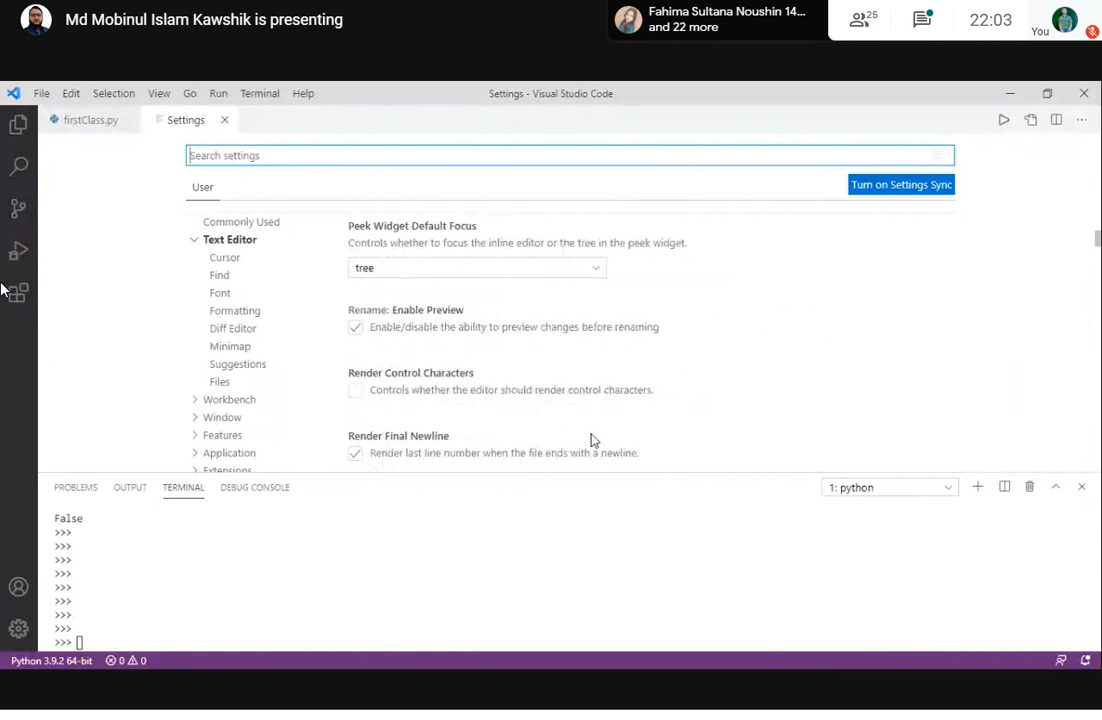 Md Mobinul Islam Kawshik is presenting
Fahima Sultana Noushin 14...
and 22 more
25
22:03
You
File Edit Selection View Go Run Terminal Help
Settings - Visual Studio Code
firstClass.py
Settings
Search settings
User
Turn on Settings Sync
Commonly Used
Text Editor
Cursor
Find
Font
Formatting
Diff Editor
Minimap
Suggestions
Files
Workbench
Window
Features
Application
Extensions
Peek Widget Default Focus
Controls whether to focus the inline editor or the tree in the peek widget.
tree
Rename: Enable Preview
Enable/disable the ability to preview changes before renaming
Render Control Characters
Controls whether the editor should render control characters.
Render Final Newline
Render last line number when the file ends with a newline.
PROBLEMS OUTPUT TERMINAL DEBUG CONSOLE
1: python
False
>>>
>>>
>>>
>>>
>>>
>>>
>>>
>>>
>>>
Python 3.9.2 64-bit 0 0